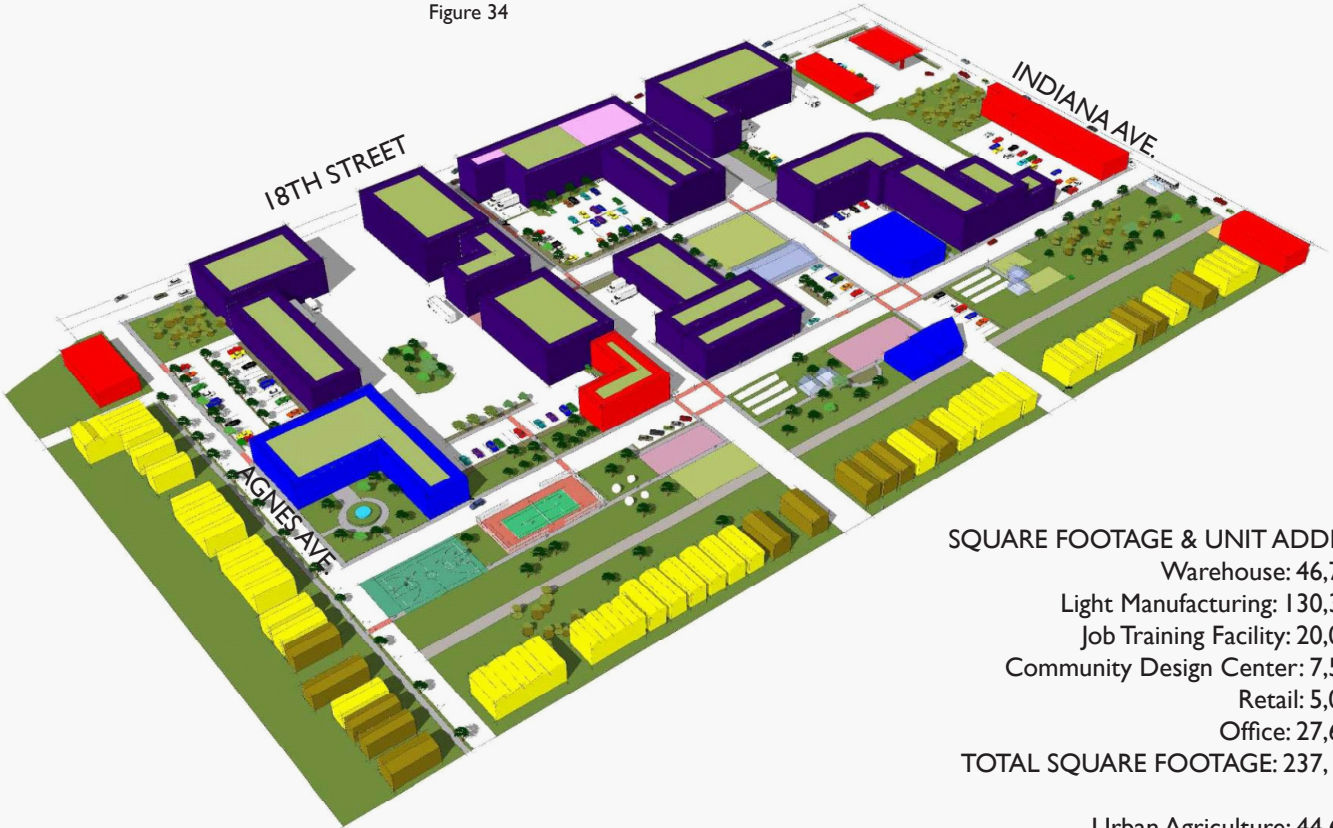 Figure 34
INDIANA AVE.
18TH STREET
AGNES AVE.
SQUARE FOOTAGE & UNIT
Warehouse: 46,7
Light Manufacturing: 130,3
Job Training Facility: 20,0
Community Design Center: 7,5
Retail: 5,0
Office: 27,6
TOTAL SQUARE FOOTAGE: 237,
Urban Agriculture: 44,6